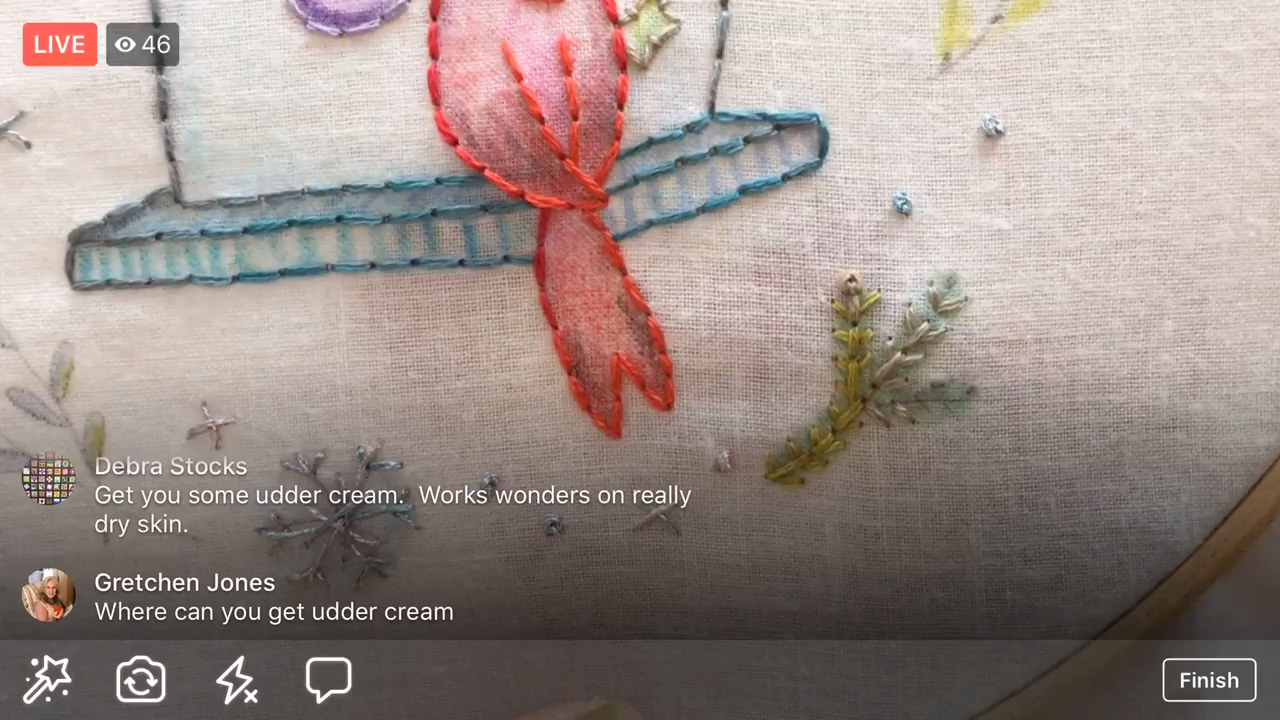 LIVE 46
Debra Stocks
Get you some udder cream.  Works wonders on really
dry skin.
Gretchen Jones
Where can you get udder cream
Finish